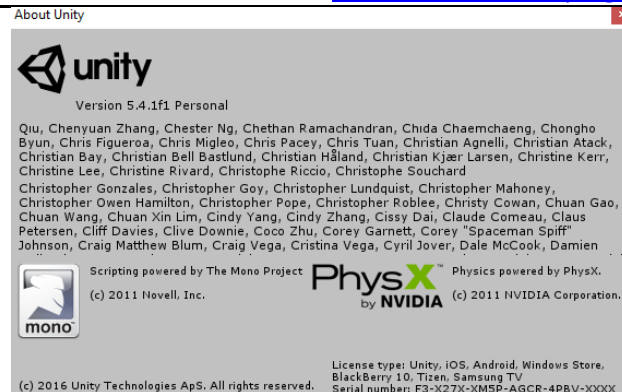 About Unity
unity
Version 5.4.1f1 Personal
Qiu, Chenyuan Zhang, Chester Ng, Chethan Ramachandran, Chida Chaemchaeng, Chongho
Byun, Chris Figueroa, Chris Migleo, Chris Pacey, Chris Tuan, Christian Agnelli, Christian Atack,
Christian Bay, Christian Bell Bastlund, Christian Håland, Christian Kjær Larsen, Christine Kerr,
Christine Lee, Christine Rivard, Christophe Riccio, Christophe Souchard
Christopher Gonzales, Christopher Goy, Christopher Lundquist, Christopher Mahoney,
Christopher Owen Hamilton, Christopher Pope, Christopher Roblee, Christy Cowan, Chuan Gao,
Chuan Wang, Chuan Xin Lim, Cindy Yang, Cindy Zhang, Cissy Dai, Claude Comeau, Claus
Petersen, Cliff Davies, Clive Downie, Coco Zhu, Corey Garnett, Corey "Spaceman Spiff"
Johnson, Craig Matthew Blum, Craig Vega, Cristina Vega, Cyril Jover, Dale McCook, Damien
mono
Scripting powered by The Mono Project
(c) 2011 Novell, Inc.
PhysX
by NVIDIA
Physics powered by PhysX.
(c) 2011 NVIDIA Corporation.
(c) 2016 Unity Technologies ApS. All rights reserved.
License type: Unity, iOS, Android, Windows Store,
BlackBerry 10, Tizen, Samsung TV
Serial number: F3-X27X-XM5P-AGCR-4PBV-XXXX